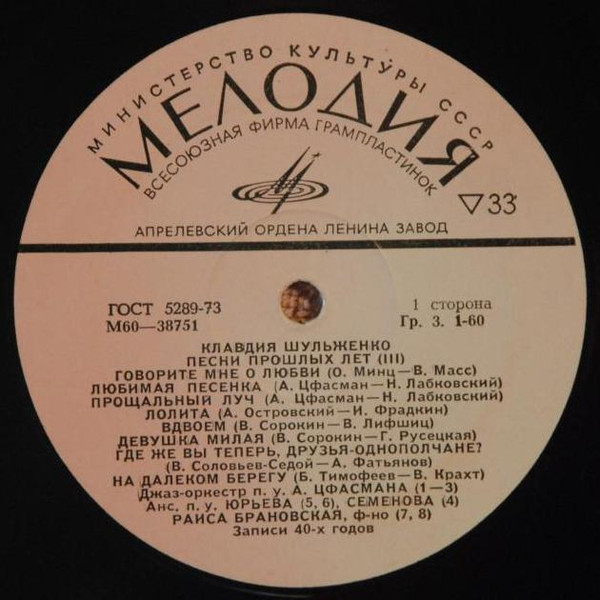 МИНИСТЕРСТВО КУЛЬТУРЫ СССР
МЕЛОДИЯ
ВСЕСОЮЗНАЯ ФИРМА ГРАМПЛАСТИНОК
▽33
АПРЕЛЕВСКИЙ ОРДЕНА ЛЕНИНА ЗАВОД
ГОСТ 5289-73
М60—38751
1 сторона
Гр. 3. 1-60
КЛАВДИЯ ШУЛЬЖЕНКО
ПЕСНИ ПРОШЛЫХ ЛЕТ (III)
ГОВОРИТЕ МНЕ О ЛЮБВИ (О. Минц—В. Масс)
ЛЮБИМАЯ ПЕСЕНКА (А. Цфасман—Н. Лабковский)
ПРОЩАЛЬНЫЙ ЛУЧ (А. Цфасман—Н. Лабковский)
ЛОЛИТА (А. Островский—И. Фрадкин)
ВДВОЕМ (В. Сорокин—В. Лифшиц)
ДЕВУШКА МИЛАЯ (В. Сорокин—Г. Русецкая)
ГДЕ ЖЕ ВЫ ТЕПЕРЬ, ДРУЗЬЯ-ОДНОПОЛЧАНЕ?
(В. Соловьев-Седой—А. Фатьянов)
НА ДАЛЕКОМ БЕРЕГУ (Б. Тимофеев—В. Крахт)
Джаз-оркестр п. у. А. ЦФАСМАНА (1—3)
Анс. п. у. ЮРЬЕВА (5, 6), СЕМЕНОВА (4)
РАИСА БРАНОВСКАЯ, ф-но (7, 8)
Записи 40-х годов